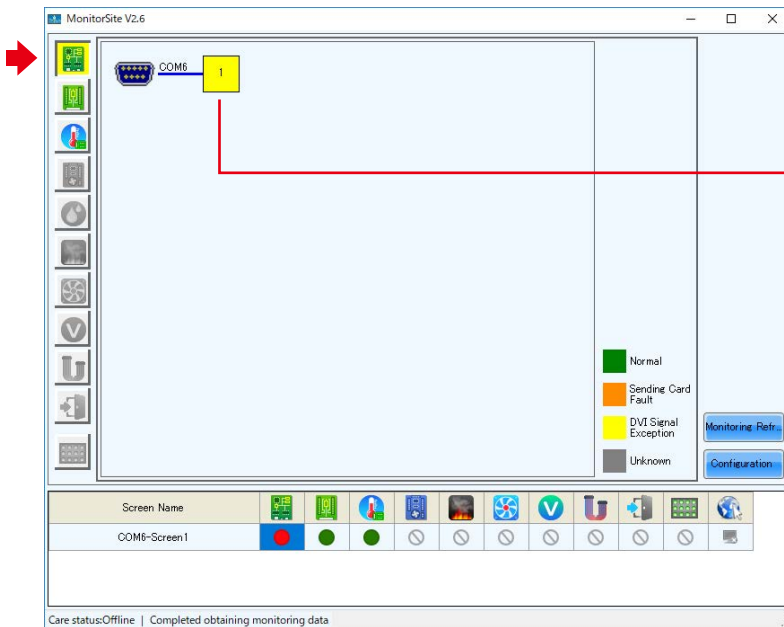 MonitorSite V2.6
COM6
1
Normal
Sending Card
Fault
DVI Signal
Exception
Unknown
Monitoring Refr...
Configuration
Screen Name
COM6-Screen1
Care status:Offline | Completed obtaining monitoring data